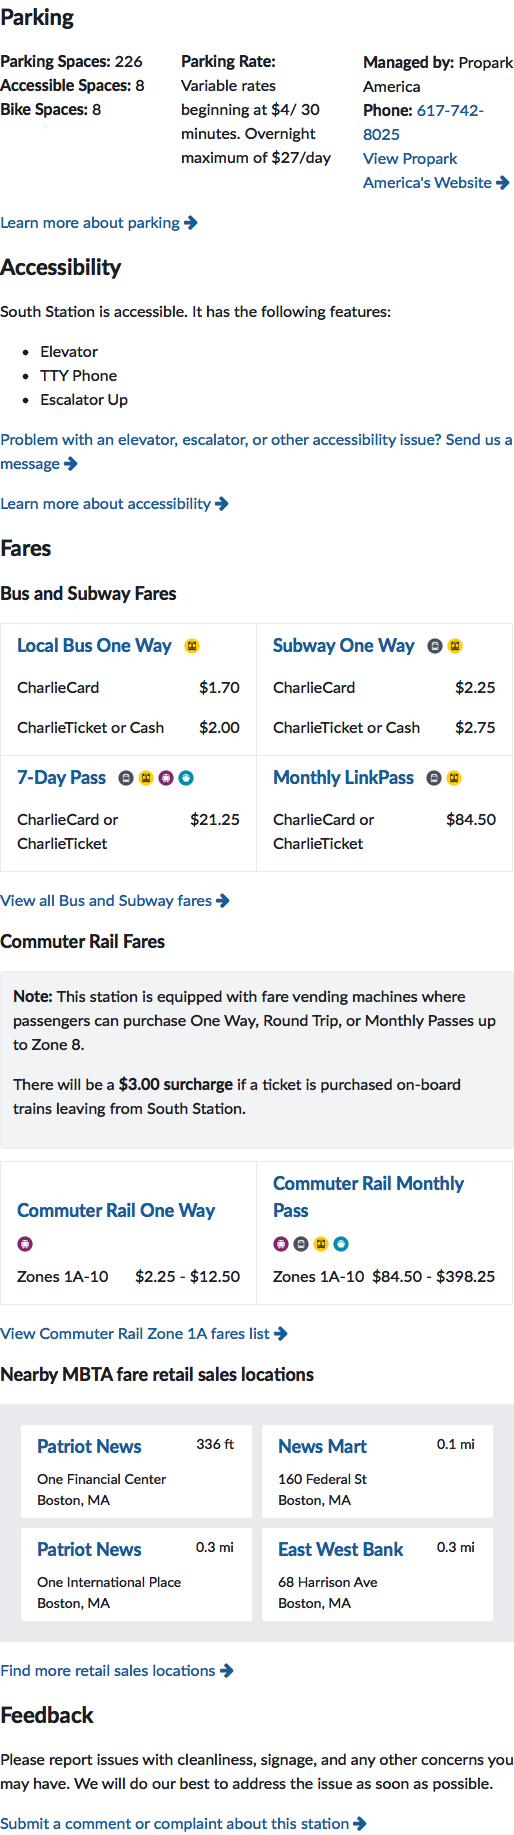 Parking
Parking Spaces: 226
Accessible Spaces: 8
Bike Spaces: 8
Parking Rate:
Variable rates
beginning at $4/ 30
minutes. Overnight
maximum of $27/day
Managed by: Propark
America
Phone: 617-742-
8025
View Propark
America's Website
Learn more about parking
Accessibility
South Station is accessible. It has the following features:
Elevator
TTY Phone
Escalator Up
Problem with an elevator, escalator, or other accessibility issue? Send us a
message
Learn more about accessibility
Fares
Bus and Subway Fares
Local Bus One Way
CharlieCard $1.70
CharlieTicket or Cash $2.00
Subway One Way
CharlieCard $2.25
CharlieTicket or Cash $2.75
7-Day Pass
CharlieCard or $21.25
CharlieTicket
Monthly LinkPass
CharlieCard or $84.50
CharlieTicket
View all Bus and Subway fares
Commuter Rail Fares
Note: This station is equipped with fare vending machines where
passengers can purchase One Way, Round Trip, or Monthly Passes up
to Zone 8.
There will be a $3.00 surcharge if a ticket is purchased on-board
trains leaving from South Station.
Commuter Rail One Way
Zones 1A-10 $2.25 - $12.50
Commuter Rail Monthly
Pass
Zones 1A-10 $84.50 - $398.25
View Commuter Rail Zone 1A fares list
Nearby MBTA fare retail sales locations
Patriot News 336 ft
One Financial Center
Boston, MA
News Mart 0.1 mi
160 Federal St
Boston, MA
Patriot News 0.3 mi
One International Place
Boston, MA
East West Bank 0.3 mi
68 Harrison Ave
Boston, MA
Find more retail sales locations
Feedback
Please report issues with cleanliness, signage, and any other concerns you
may have. We will do our best to address the issue as soon as possible.
Submit a comment or complaint about this station